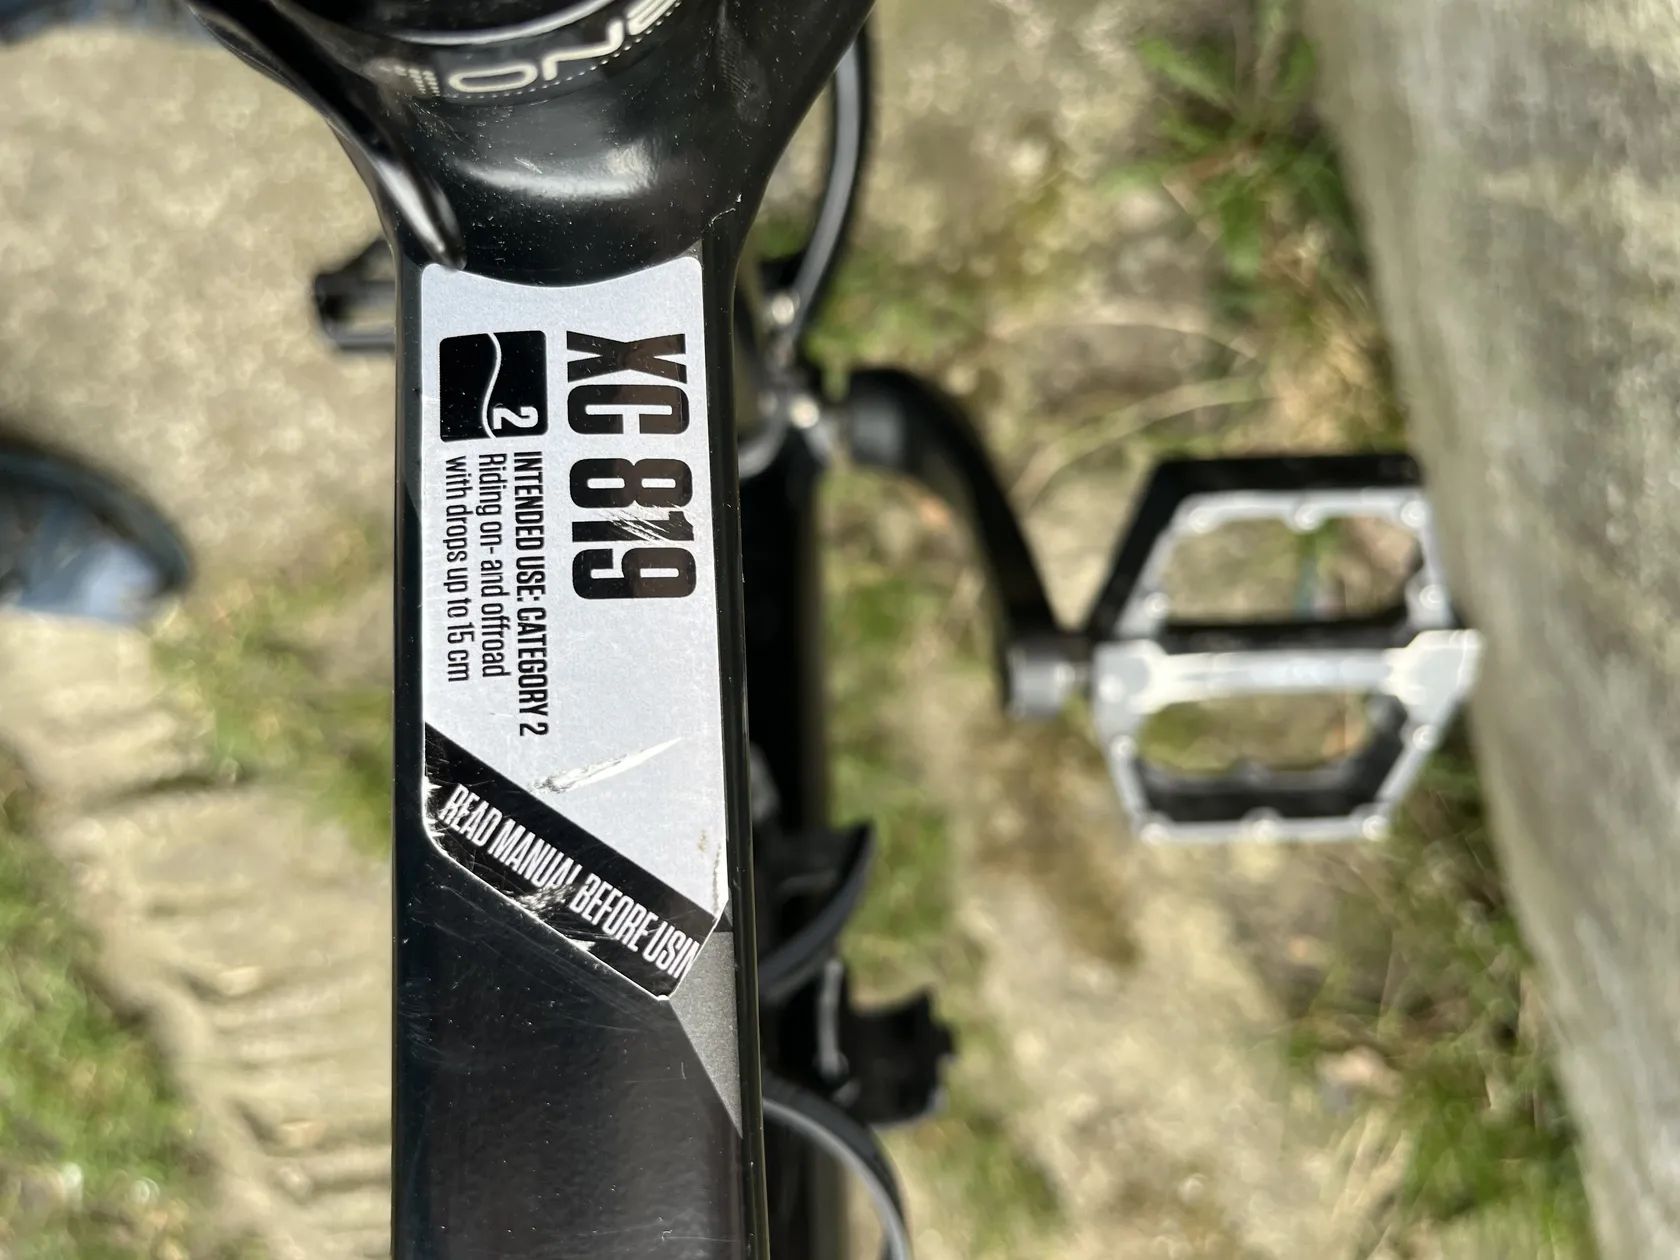 XC 819
2
INTENDED USE: CATEGORY 2
Riding on- and offroad
with drops up to 15 cm
READ MANUAL BEFORE USIN